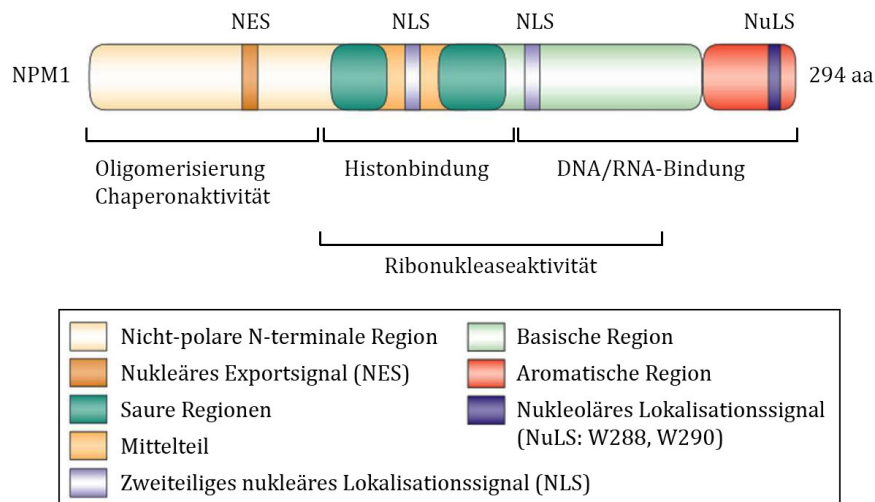 NES NLS NLS NuLS
NPM1 294 aa
Oligomerisierung
Chaperonaktivität
Histonbindung
DNA/RNA-Bindung
Ribonukleaseaktivität
Nicht-polare N-terminale Region
Nukleäres Exportsignal (NES)
Saure Regionen
Mittelteil
Zweiteiliges nukleäres Lokalisationssignal (NLS)
Basische Region
Aromatische Region
Nukleoläres Lokalisationssignal
(NuLS: W288, W290)